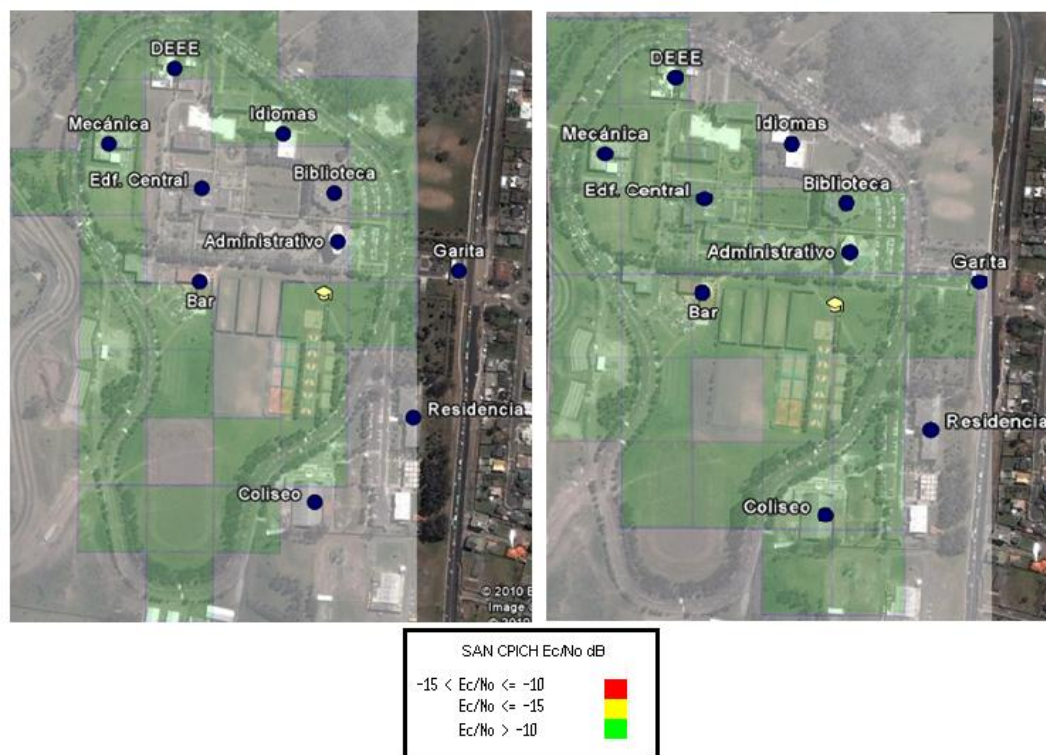 DEEE
Mecánica
Idiomas
Edf. Central
Biblioteca
Administrativo
Garita
Bar
Residencia
Coliseo
© 2010
Image
DEEE
Mecánica
Idiomas
Edf. Central
Biblioteca
Administrativo
Garita
Bar
Residencia
Coliseo
SAN CPICH Ec/No dB
-15 < Ec/No <= -10
Ec/No <= -15
Ec/No > -10